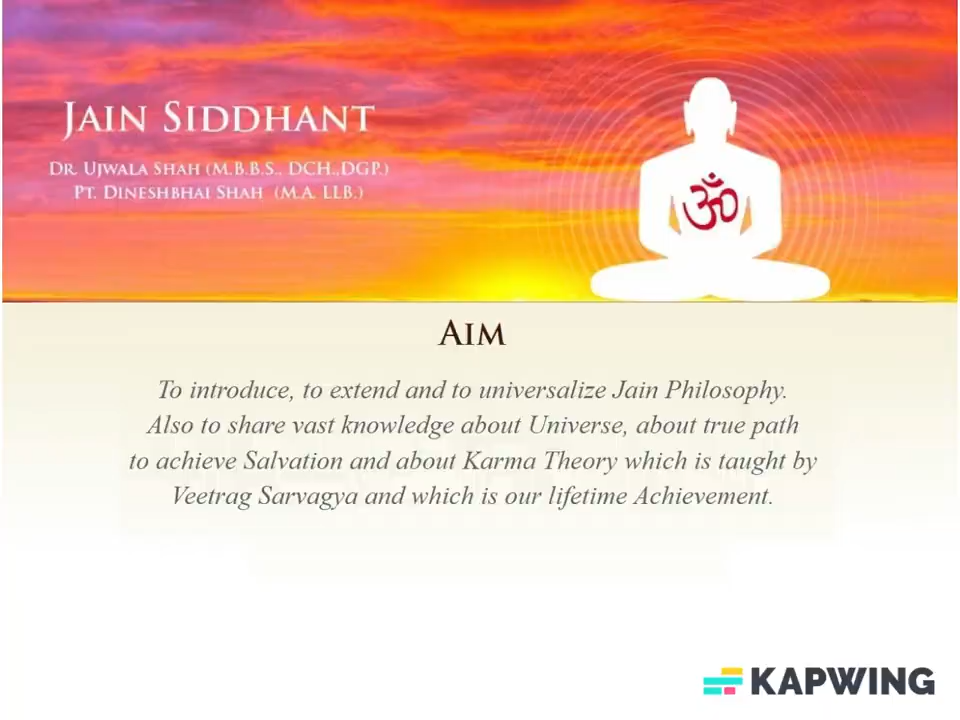 JAIN SIDDHANT
DR. UJWALA SHAH (M.B.B.S., DCH.,DGP.)
PT. DINESHBHAI SHAH (M.A. LLB.)
ॐ
AIM
To introduce, to extend and to universalize Jain Philosophy.
Also to share vast knowledge about Universe, about true path
to achieve Salvation and about Karma Theory which is taught by
Veetrag Sarvagya and which is our lifetime Achievement.
KAPWING